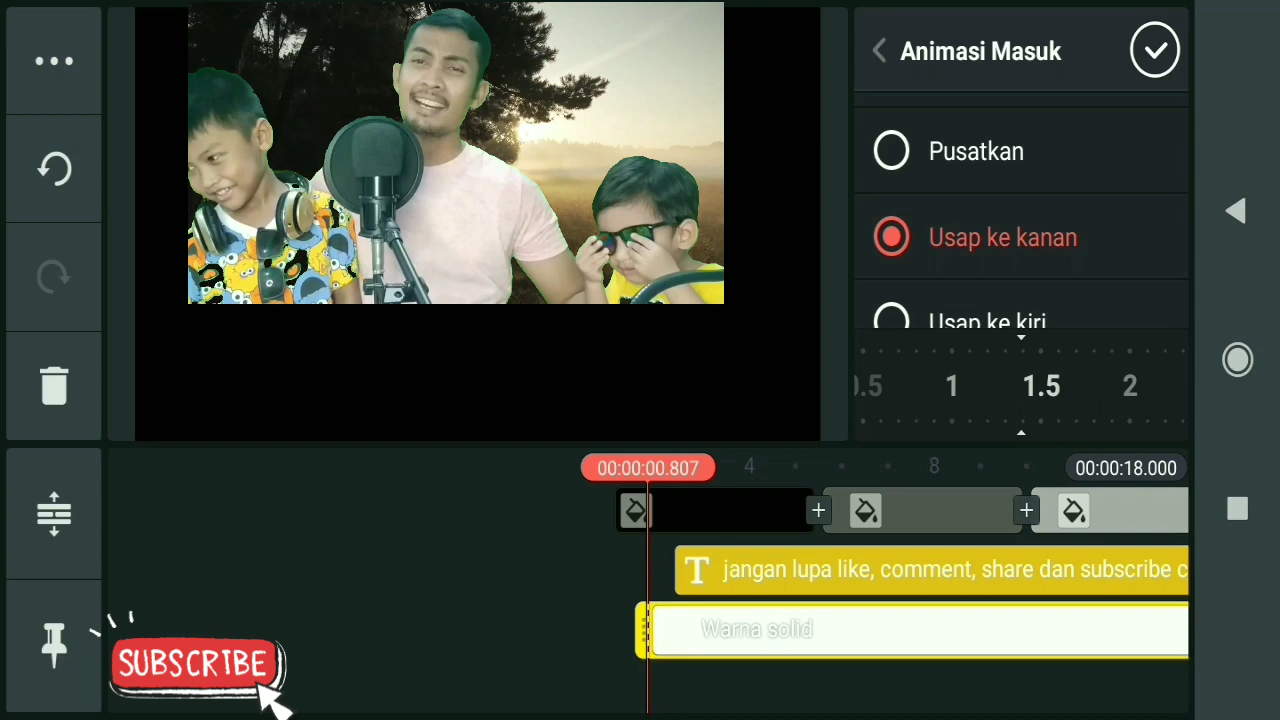 Animasi Masuk
Pusatkan
Usap ke kanan
Usap ke kiri
0.5 1 1.5 2
00:00:00.807 4 8 00:00:18.000
T jangan lupa like, comment, share dan subscribe c
Warna solid
SUBSCRIBE